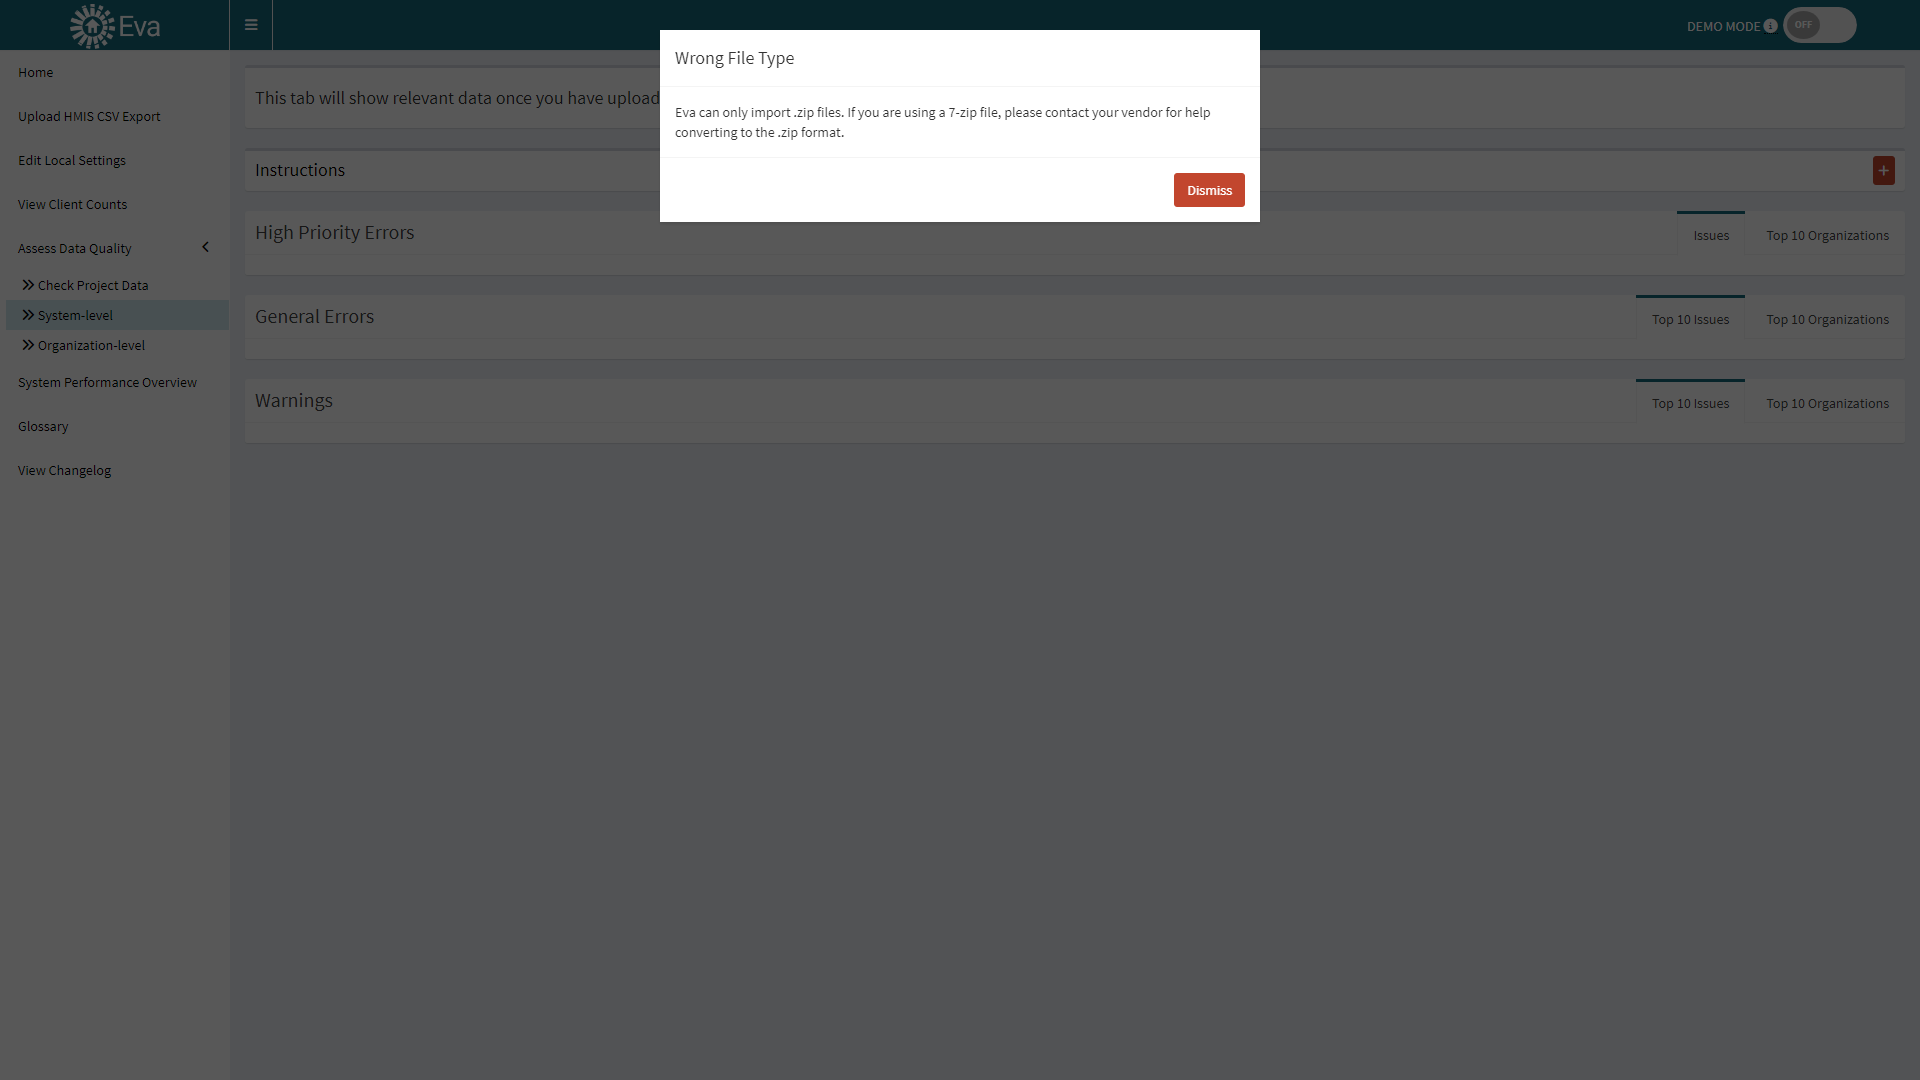 Eva
DEMO MODE
OFF
Home
Upload HMIS CSV Export
Edit Local Settings
View Client Counts
Assess Data Quality
Check Project Data
System-level
Organization-level
System Performance Overview
Glossary
View Changelog
Wrong File Type
Eva can only import .zip files. If you are using a 7-zip file, please contact your vendor for help
converting to the .zip format.
Dismiss
This tab will show relevant data once you have upload
Instructions
High Priority Errors
Issues
Top 10 Organizations
General Errors
Top 10 Issues
Top 10 Organizations
Warnings
Top 10 Issues
Top 10 Organizations